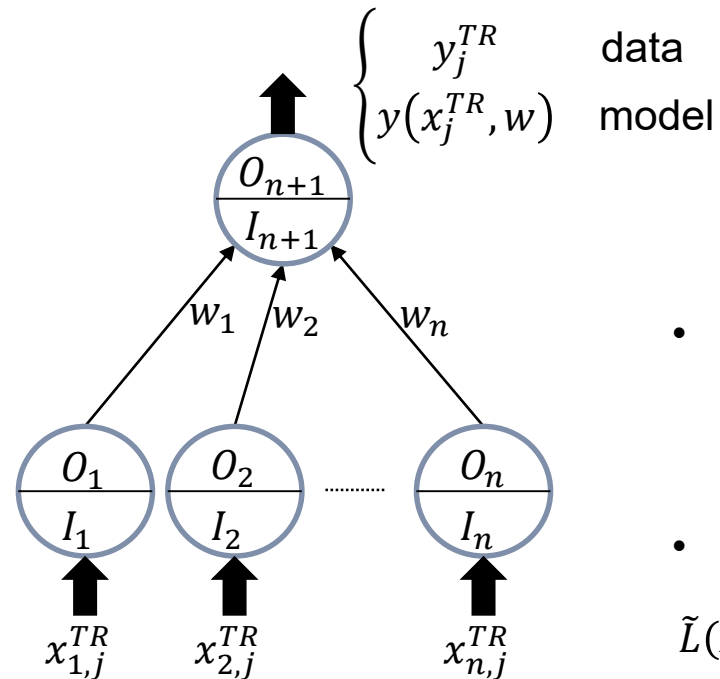 y_j^{TR} data
y(x_j^{TR}, w) model
O_{n+1}
I_{n+1}
w_1 w_2 w_n
•
O_1 O_2 ............ O_n
I_1 I_2 I_n
•
x_{1,j}^{TR} x_{2,j}^{TR} x_{n,j}^{TR} L̃(